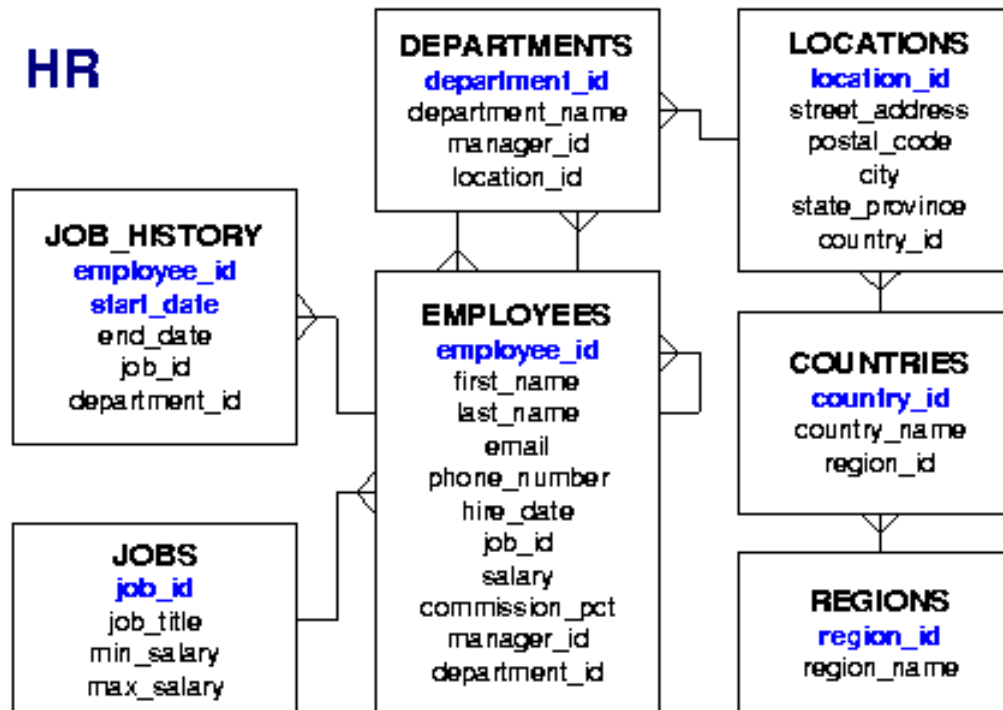 HR
DEPARTMENTS
department_id
department_name
manager_id
location_id
LOCATIONS
location_id
street_address
postal_code
city
state_province
country_id
JOB_HISTORY
employee_id
start_date
end_date
job_id
department_id
EMPLOYEES
employee_id
first_name
last_name
email
phone_number
hire_date
job_id
salary
commission_pct
manager_id
department_id
COUNTRIES
country_id
country_name
region_id
JOBS
job_id
job_title
min_salary
max_salary
REGIONS
region_id
region_name